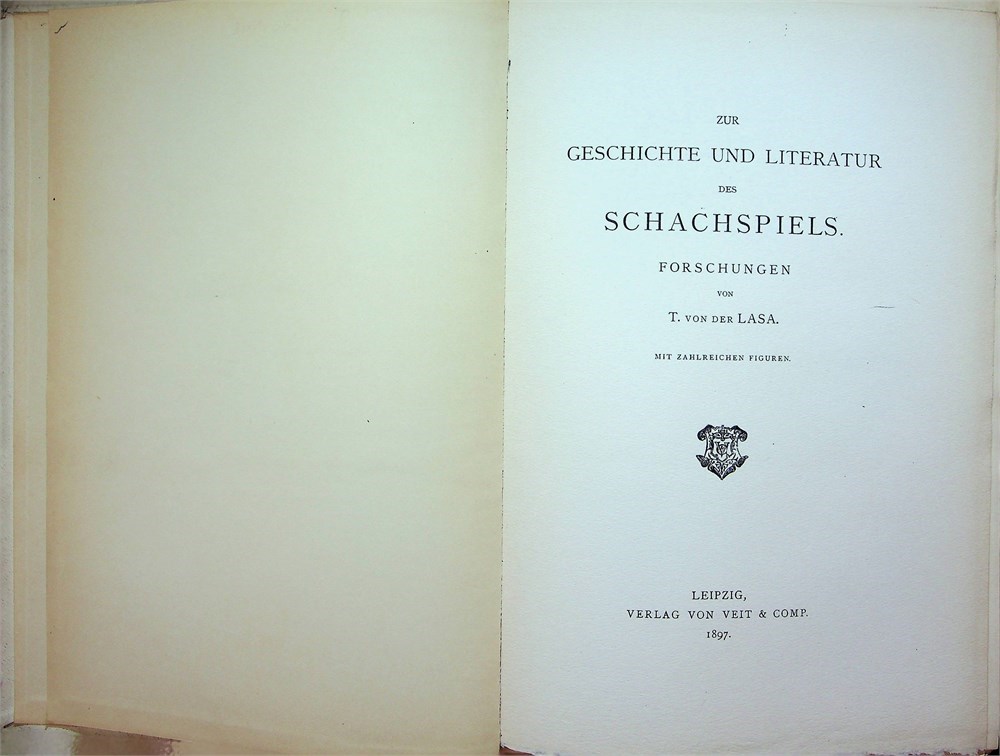 ZUR
GESCHICHTE UND LITERATUR
DES
SCHACHSPIELS.
FORSCHUNGEN
VON
T. VON DER LASA.
MIT ZAHLREICHEN FIGUREN.
LEIPZIG,
VERLAG VON VEIT & COMP.
1897.